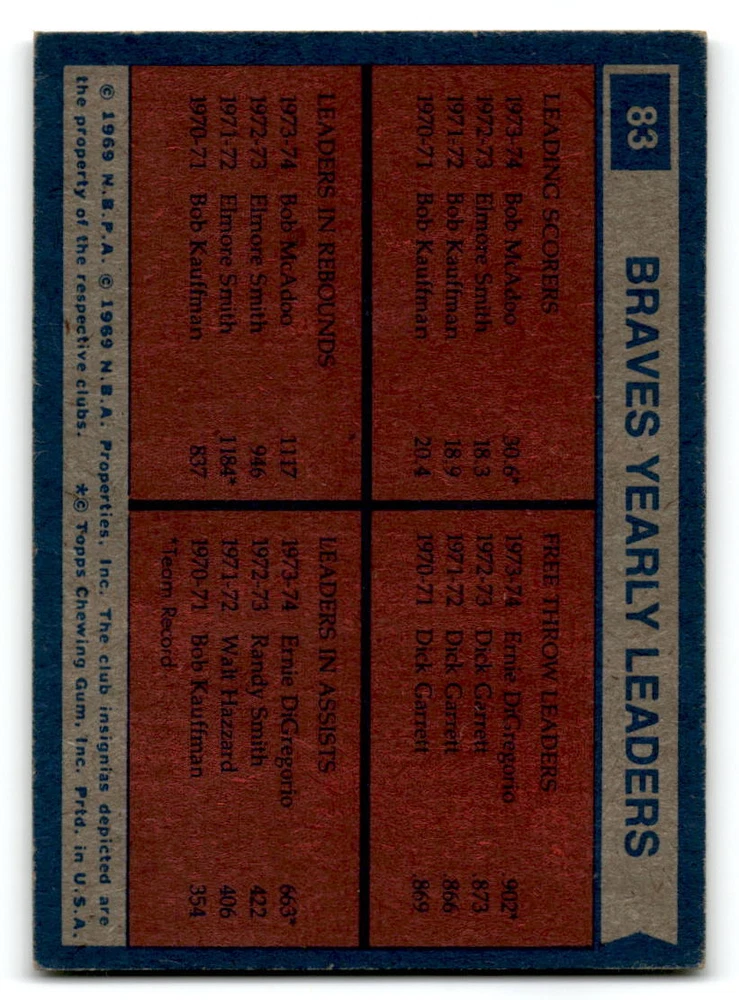 83
BRAVES YEARLY LEADERS
LEADING SCORERS
1973-74 Bob McAdoo 30.6*
1972-73 Elmore Smith 18.3
1971-72 Bob Kauffman 18.9
1970-71 Bob Kauffman 20.4
FREE THROW LEADERS
1973-74 Ernie DiGregorio .902*
1972-73 Dick Garrett .873
1971-72 Dick Garrett .866
1970-71 Dick Garrett .869
LEADERS IN REBOUNDS
1973-74 Bob McAdoo 1117
1972-73 Elmore Smith 946
1971-72 Elmore Smith 1184*
1970-71 Bob Kauffman 837
LEADERS IN ASSISTS
1973-74 Ernie DiGregorio 663*
1972-73 Randy Smith 422
1971-72 Walt Hazzard 406
1970-71 Bob Kauffman 354
*Team Record
© 1969 N.B.P.A. © 1969 N.B.A. Properties, Inc. The club insignias depicted are
the property of the respective clubs. *© Topps Chewing Gum, Inc. Prtd. in U.S.A.